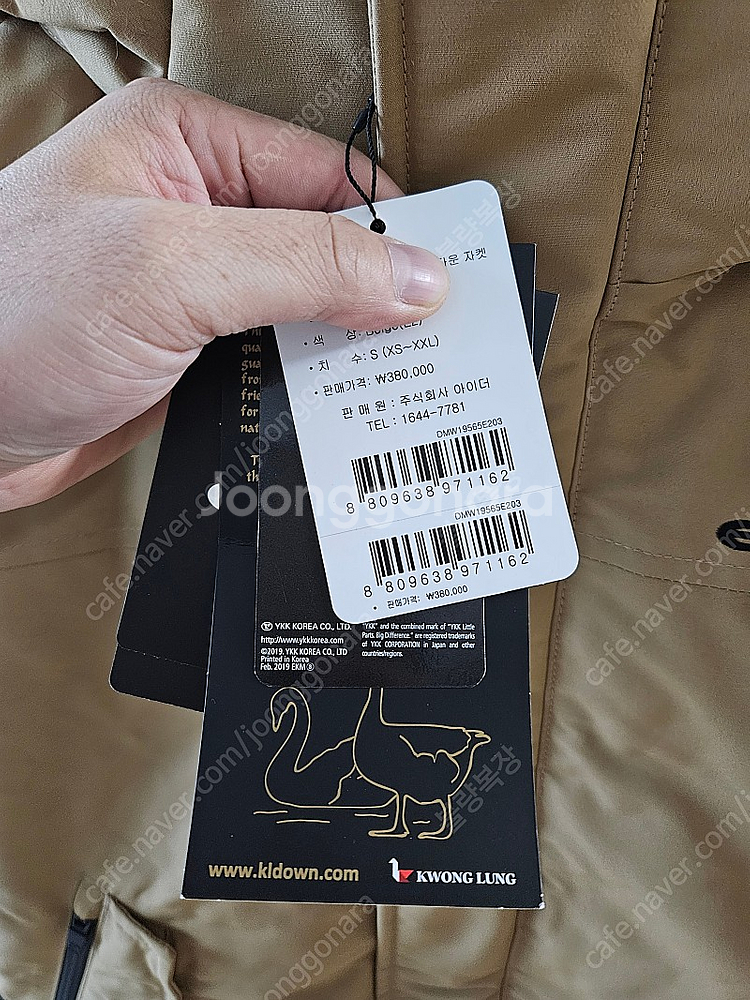 다운 자켓
• 색 상: Beige(EZ)
• 치 수: S (XS~XXL)
• 판매가격: ₩380,000
판 매 원 : 주식회사 아이더
TEL : 1644-7781
DMW19565E203
8 809638 971162
DMW19565E203
8 809638 971162
• 판매가격: ₩380,000
Joonggonara
YKK KOREA CO., LTD.
http://www.ykkkorea.com
©2019. YKK KOREA CO., LTD
Printed in Korea
Feb. 2019 EKM ⑧
"YKK" and the combined mark of "YKK Little
Parts. Big Difference." are registered trademarks
of YKK CORPORATION in Japan and other
countries/regions.
www.kldown.com
KWONG LUNG
cafe.naver.com/joonggonara